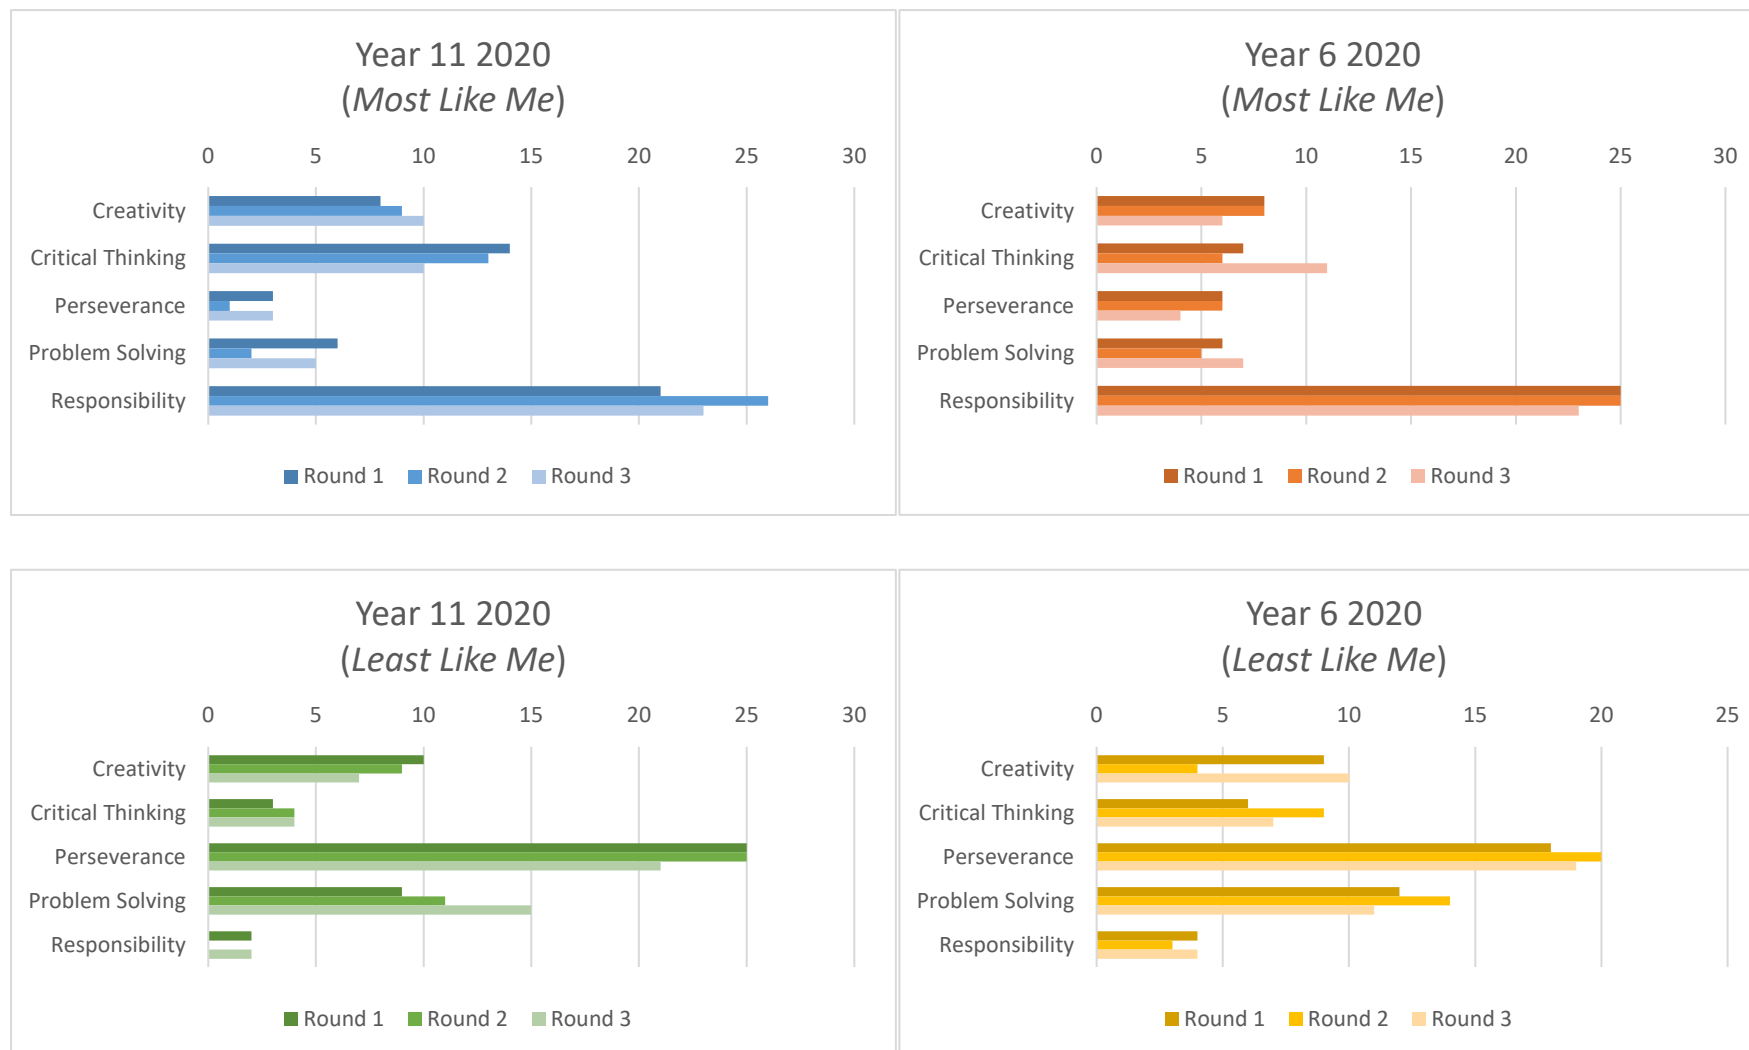 Year 11 2020
(Most Like Me)
0 5 10 15 20 25 30
Creativity
Critical Thinking
Perseverance
Problem Solving
Responsibility
Round 1 Round 2 Round 3
Year 6 2020
(Most Like Me)
0 5 10 15 20 25 30
Creativity
Critical Thinking
Perseverance
Problem Solving
Responsibility
Round 1 Round 2 Round 3
Year 11 2020
(Least Like Me)
0 5 10 15 20 25 30
Creativity
Critical Thinking
Perseverance
Problem Solving
Responsibility
Round 1 Round 2 Round 3
Year 6 2020
(Least Like Me)
0 5 10 15 20 25
Creativity
Critical Thinking
Perseverance
Problem Solving
Responsibility
Round 1 Round 2 Round 3